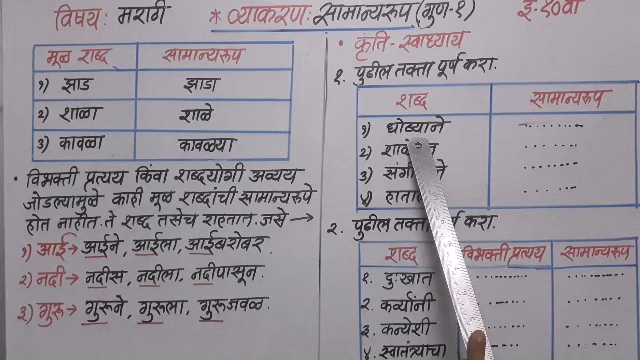 विषय: मराठी
* व्याकरण: सामान्यरूप (गुण-१)
इ-१०वी
मूळ शब्द सामान्यरूप
१) झाड झाडा
२) शाळा शाळे
३) कावळा कावळ्या
• विभक्ती प्रत्यय किंवा शब्दयोगी अव्यय
जोडल्यामुळे काही मूळ शब्दांची सामान्यरूपे
होत नाहीत. ते शब्द तसेच राहतात. जसे →
१) आई → आईने, आईला, आईबरोबर.
२) नदी → नदीस, नदीला, नदीपासून.
३) गुरू → गुरूने, गुरूला, गुरूजवळ.
• कृति - स्वाध्याय
१. पुढील तक्ता पूर्ण करा.
शब्द सामान्यरूप
१) घोड्याने ........
२) ........
३) ........
४) ........
२. पुढील तक्ता पूर्ण करा.
शब्द विभक्ती प्रत्यय सामान्यरूप
१. दुःखात ........ ........
२. कर्त्यांनी ........ ........
३. कन्येशी ........ ........
४. स्वातंत्र्याचा ........ ........